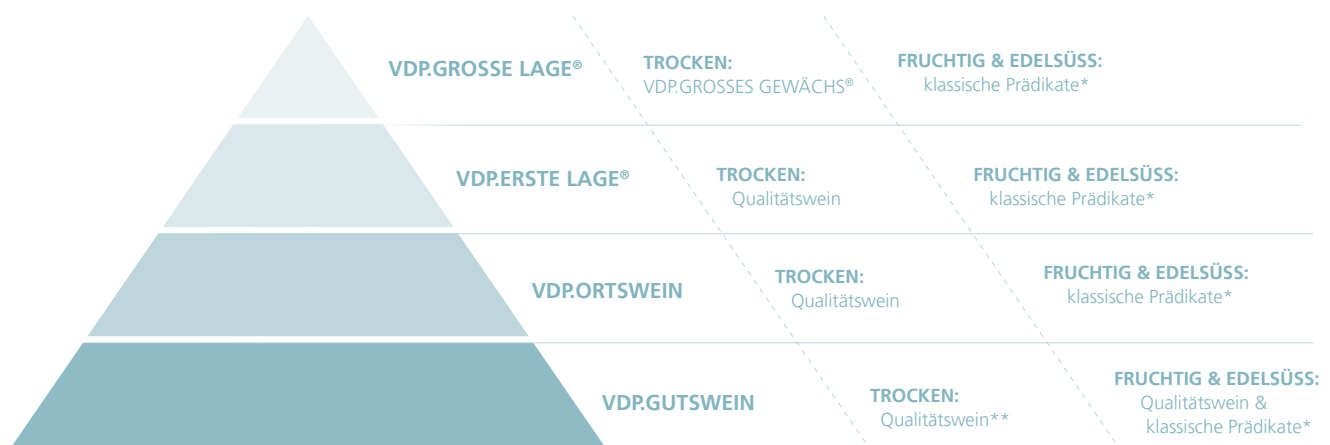 VDP.GROSSE LAGE®
TROCKEN:
VDP.GROSSES GEWÄCHS®
FRUCHTIG & EDELSÜSS:
klassische Prädikate*
VDP.ERSTE LAGE®
TROCKEN:
Qualitätswein
FRUCHTIG & EDELSÜSS:
klassische Prädikate*
VDP.ORTSWEIN
TROCKEN:
Qualitätswein
FRUCHTIG & EDELSÜSS:
klassische Prädikate*
VDP.GUTSWEIN
TROCKEN:
Qualitätswein**
FRUCHTIG & EDELSÜSS:
Qualitätswein &
klassische Prädikate*